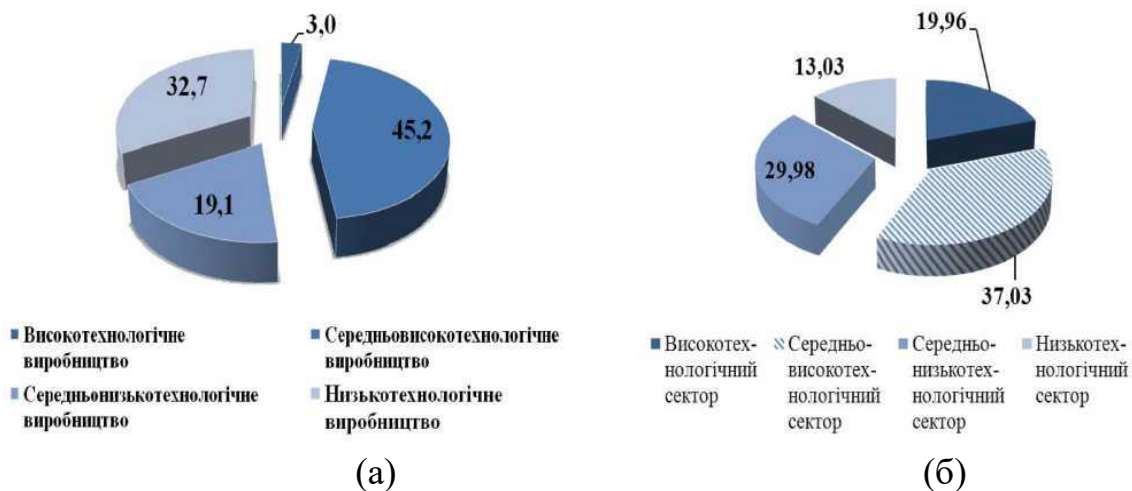 3,0
32,7
45,2
19,1
Високотехнологічне
виробництво
Середньовисокотехнологічне
виробництво
Середньонизькотехнологічне
виробництво
Низькотехнологічне
виробництво
(а)
19,96
13,03
29,98
37,03
Високотех-
нологічний
сектор
Середньо-
високотех-
нологічний
сектор
Середньо-
низькотех-
нологічний
сектор
Низькотех-
нологічний
сектор
(б)